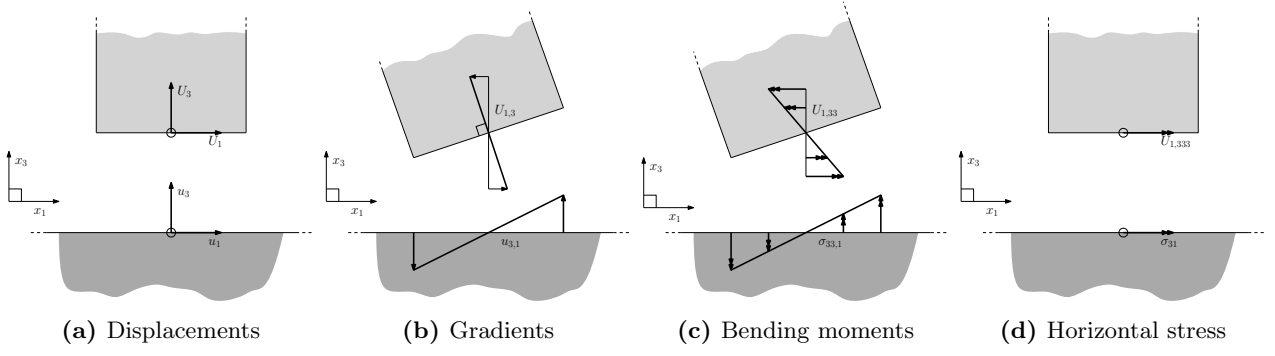 U3
U1
x3
x1
u3
u1
(a) Displacements
U1,3
x3
x1
u3,1
(b) Gradients
U1,33
x3
x1
σ33,1
(c) Bending moments
U1,333
x3
x1
σ31
(d) Horizontal stress